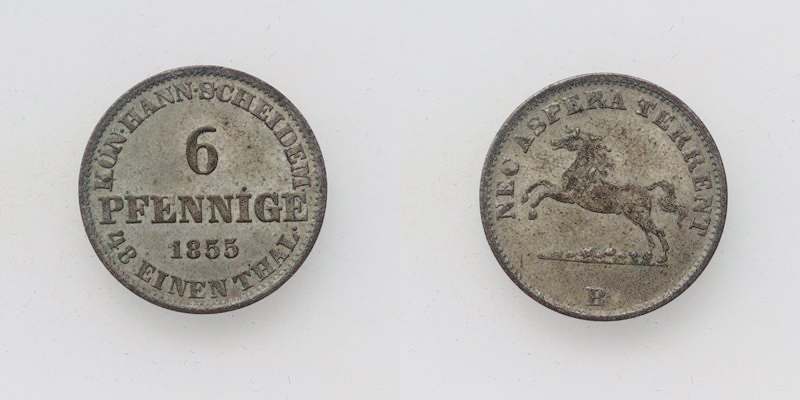 KÖN·HANN·SCHEIDEM·
6
PFENNIGE
1855
48 EINEN THAL·
NEC ASPERA TERRENT
B